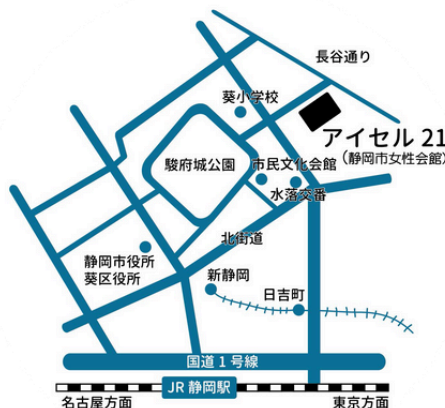 長谷通り
葵小学校
アイセル 21
(静岡市女性会館)
駿府城公園
市民文化会館
水落交番
北街道
静岡市役所
葵区役所
新静岡
日吉町
国道 1 号線
JR 静岡駅
名古屋方面
東京方面